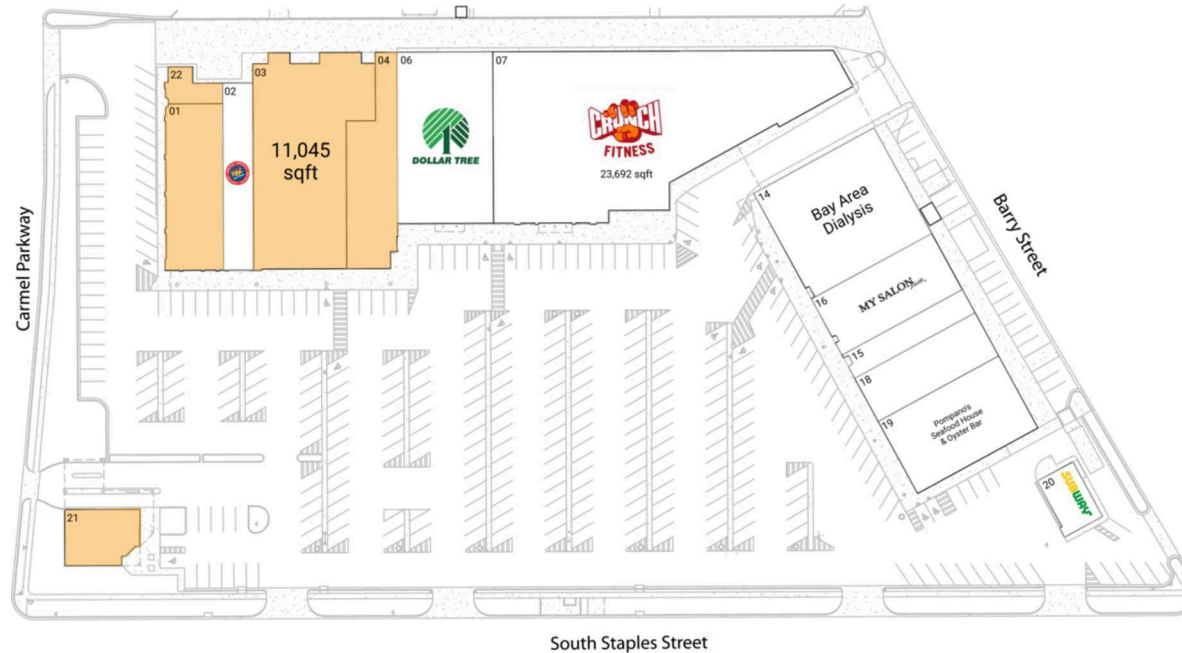 22
01
02
03
04
06
07
11,045
sqft
DOLLAR TREE
CRUNCH
FITNESS
23,692 sqft
14
Bay Area
Dialysis
16
MY SALON
15
18
19
Pompano's
Seafood House
& Oyster Bar
20
SUBWAY
21
Carmel Parkway
Barry Street
South Staples Street